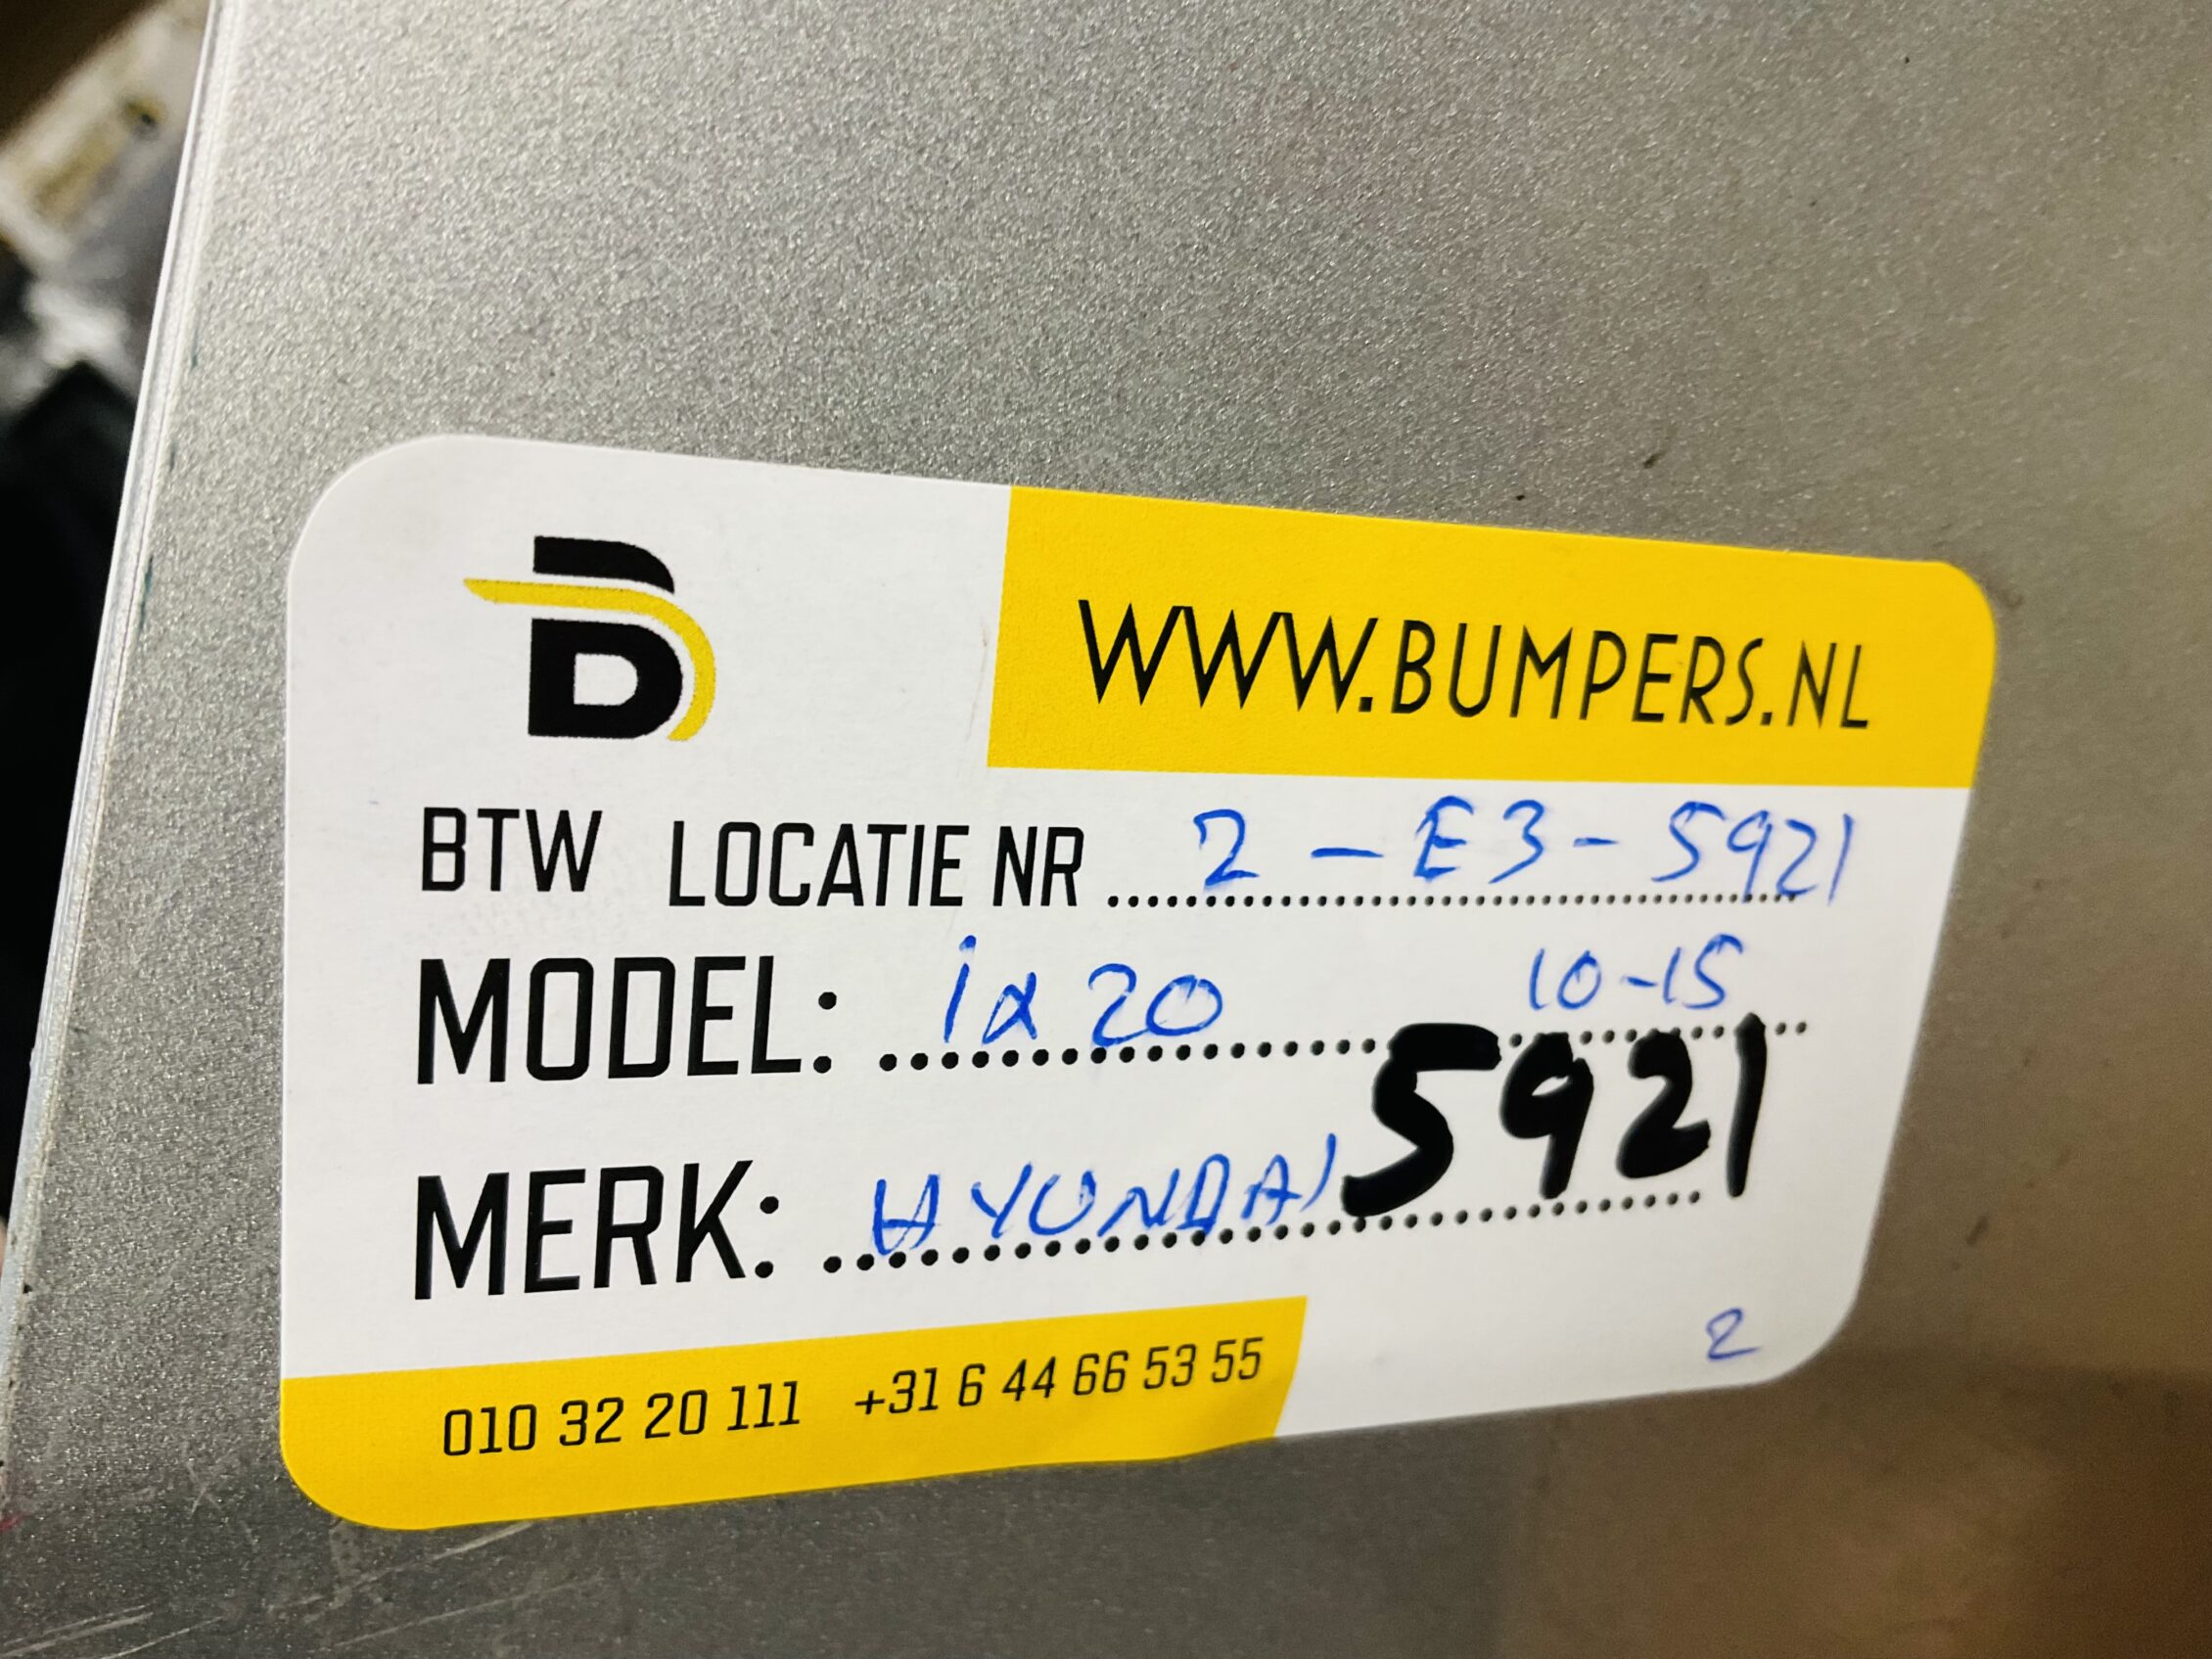 B
WWW.BUMPERS.NL
BTW LOCATIE NR 2-E3-5921
MODEL: ix20 10-15
5921
MERK: HYUNDAI
2
010 32 20 111 +31 6 44 66 53 55